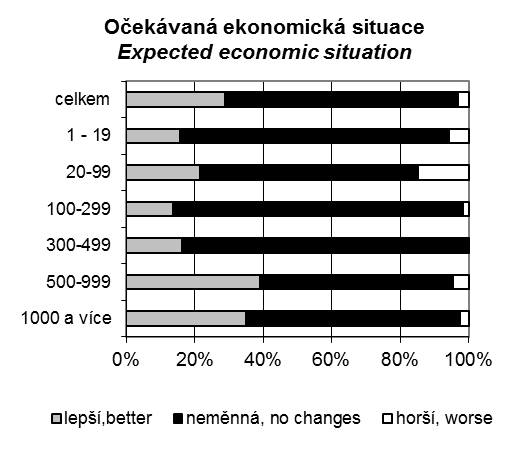 Očekávaná ekonomická situace
Expected economic situation
celkem
1 - 19
20-99
100-299
300-499
500-999
1000 a více
0% 20% 40% 60% 80% 100%
lepší,better neměnná, no changes horší, worse